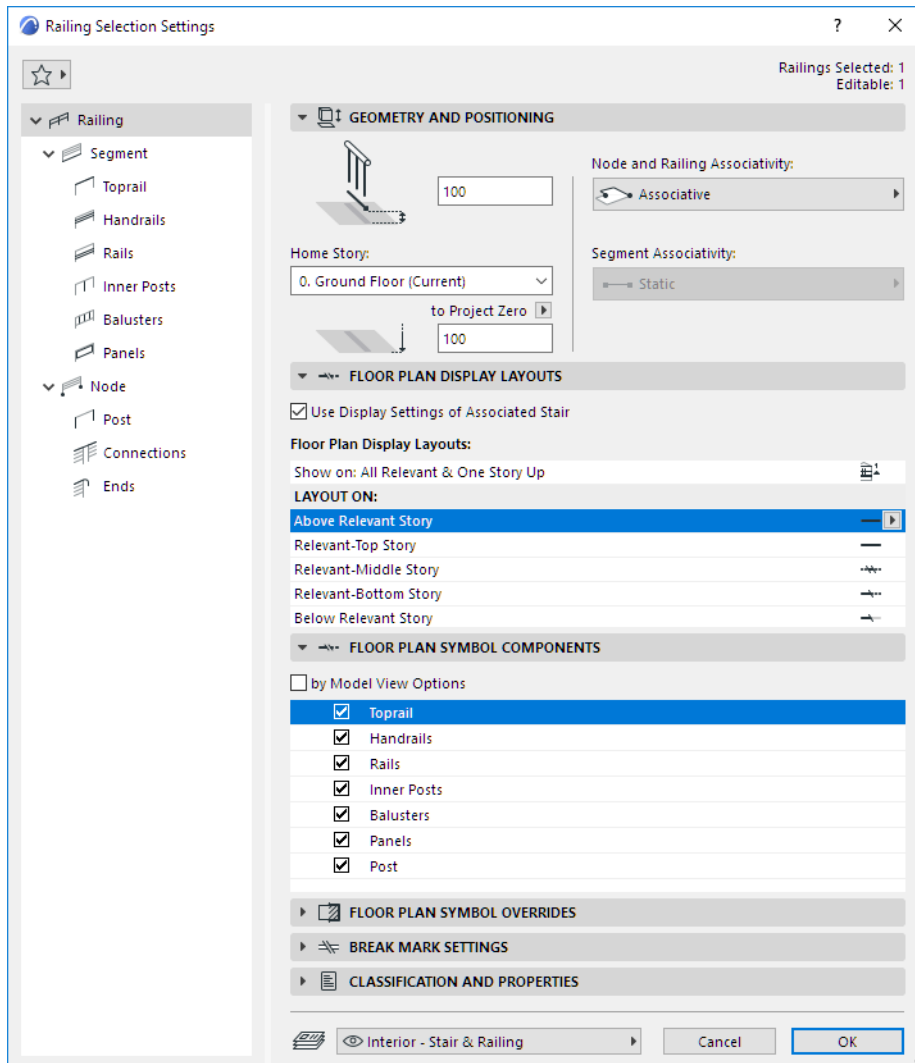 Railing Selection Settings
?
Railings Selected: 1
Editable: 1
Railing
Segment
Toprail
Handrails
Rails
Inner Posts
Balusters
Panels
Node
Post
Connections
Ends
GEOMETRY AND POSITIONING
100
Node and Railing Associativity:
Associative
Home Story:
0. Ground Floor (Current)
Segment Associativity:
Static
to Project Zero
100
FLOOR PLAN DISPLAY LAYOUTS
Use Display Settings of Associated Stair
Floor Plan Display Layouts:
Show on: All Relevant & One Story Up
1
LAYOUT ON:
Above Relevant Story
Relevant-Top Story
Relevant-Middle Story
Relevant-Bottom Story
Below Relevant Story
FLOOR PLAN SYMBOL COMPONENTS
by Model View Options
Toprail
Handrails
Rails
Inner Posts
Balusters
Panels
Post
FLOOR PLAN SYMBOL OVERRIDES
BREAK MARK SETTINGS
CLASSIFICATION AND PROPERTIES
Interior - Stair & Railing
Cancel
OK